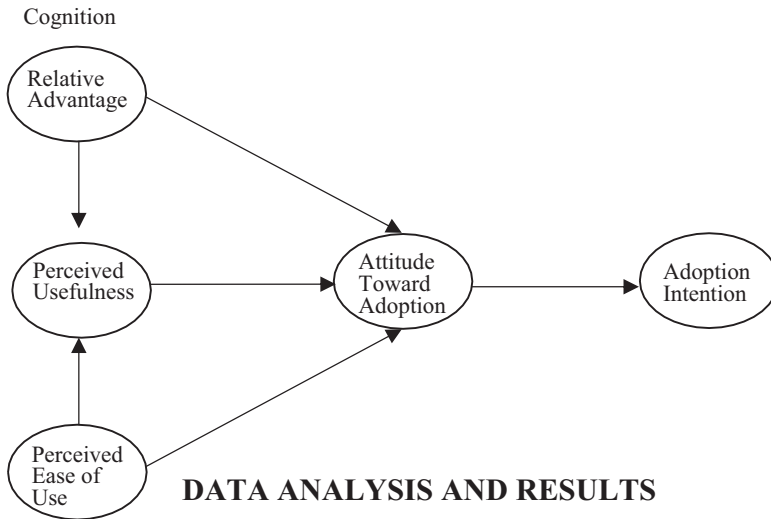 Cognition
Relative
Advantage
Perceived
Usefulness
Attitude
Toward
Adoption
Adoption
Intention
Perceived
Ease of
Use
DATA ANALYSIS AND RESULTS